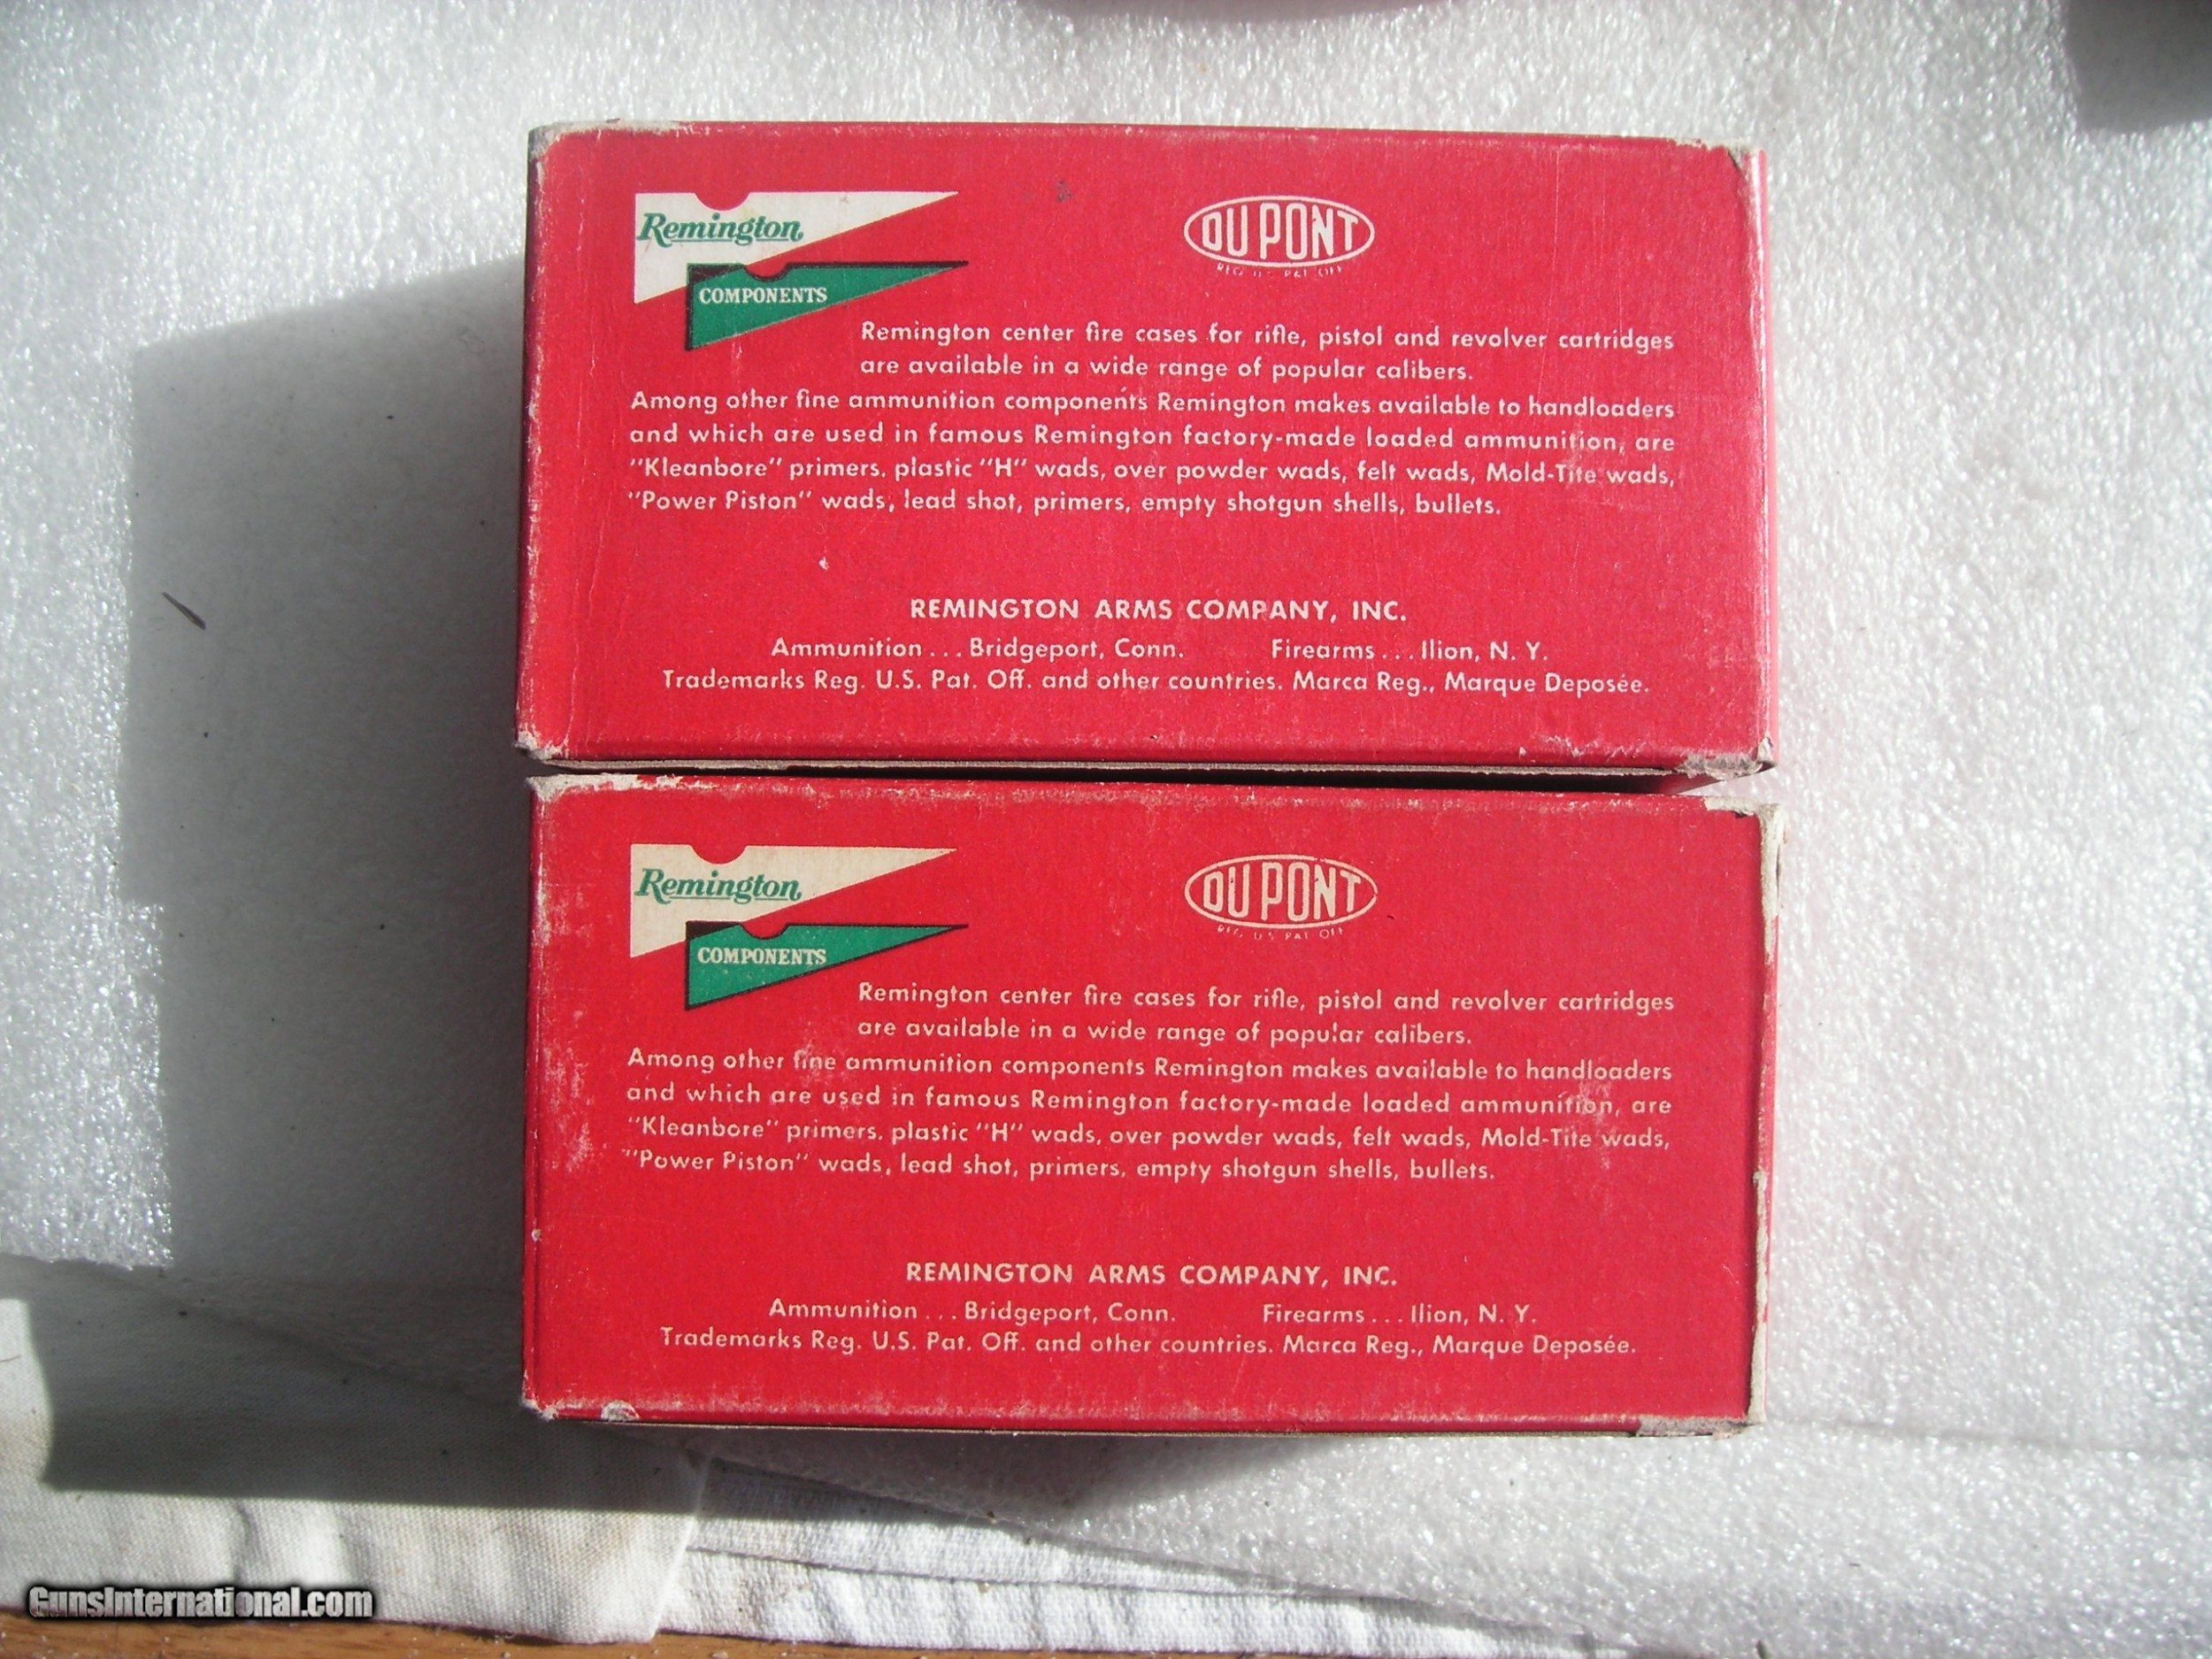 Remington
COMPONENTS
DU PONT
REG. U.S. PAT. OFF.
Remington center fire cases for rifle, pistol and revolver cartridges
are available in a wide range of popular calibers.
Among other fine ammunition components Remington makes available to handloaders
and which are used in famous Remington factory-made loaded ammunition, are
"Kleanbore" primers, plastic "H" wads, over powder wads, felt wads, Mold-Tite wads,
"Power Piston" wads, lead shot, primers, empty shotgun shells, bullets.
REMINGTON ARMS COMPANY, INC.
Ammunition . . . Bridgeport, Conn. Firearms . . . Ilion, N. Y.
Trademarks Reg. U.S. Pat. Off. and other countries. Marca Reg., Marque Deposée.
Remington
COMPONENTS
DU PONT
REG. U.S. PAT. OFF.
Remington center fire cases for rifle, pistol and revolver cartridges
are available in a wide range of popular calibers.
Among other fine ammunition components Remington makes available to handloaders
and which are used in famous Remington factory-made loaded ammunition, are
"Kleanbore" primers, plastic "H" wads, over powder wads, felt wads, Mold-Tite wads,
"Power Piston" wads, lead shot, primers, empty shotgun shells, bullets.
REMINGTON ARMS COMPANY, INC.
Ammunition . . . Bridgeport, Conn. Firearms . . . Ilion, N. Y.
Trademarks Reg. U.S. Pat. Off. and other countries. Marca Reg., Marque Deposée.
GunsInternational.com